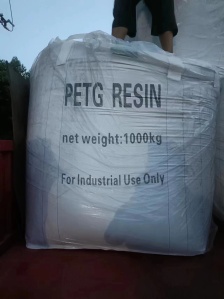 PETG RESIN
net weight:1000kg
For Industrial Use Only